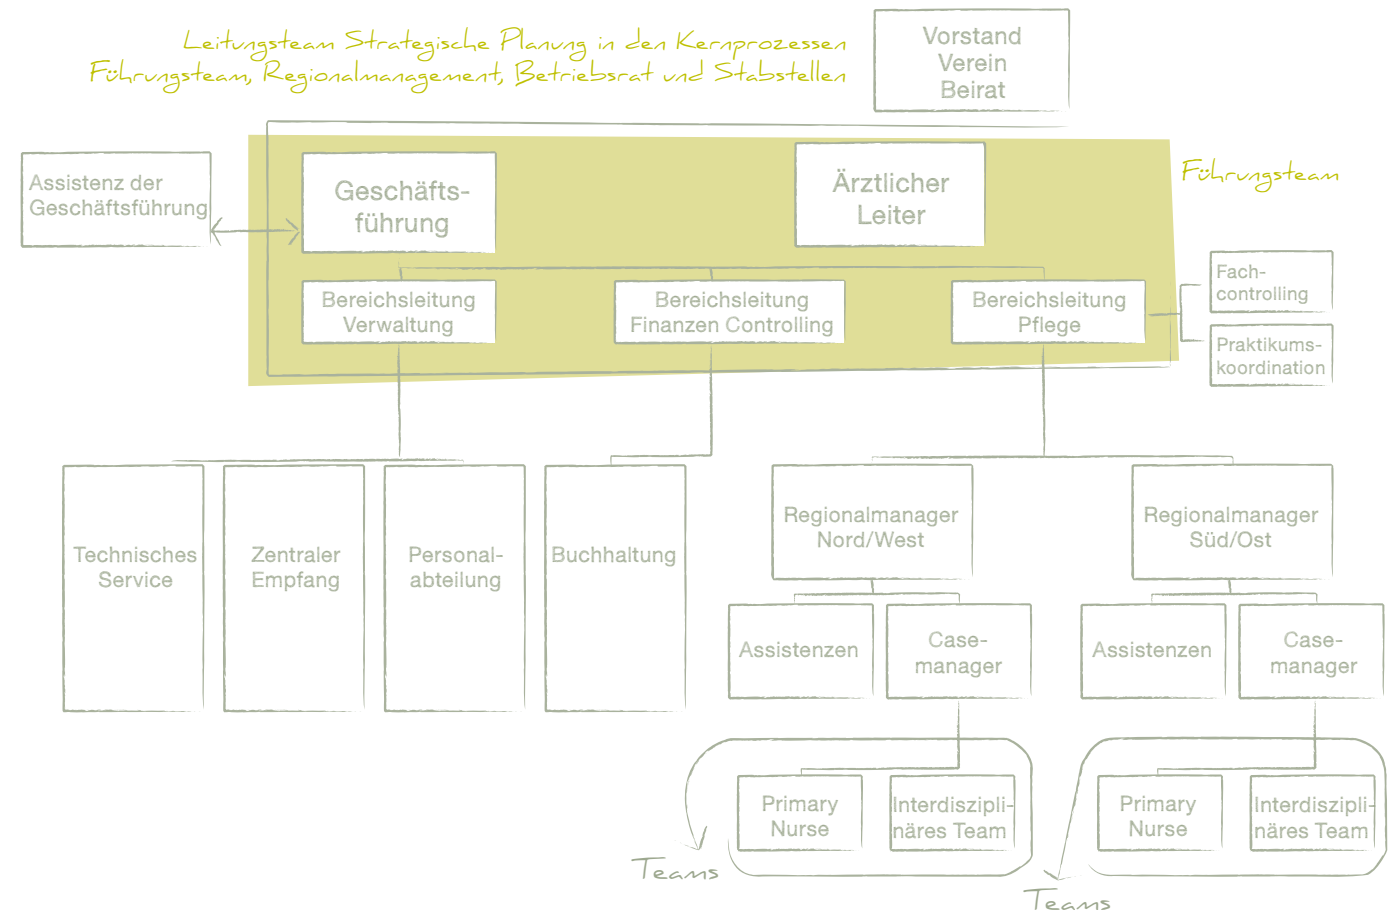 Leitungsteam Strategische Planung in den Kernprozessen
Führungsteam, Regionalmanagement, Betriebsrat und Stabstellen
Vorstand
Verein
Beirat
Führungsteam
Assistenz der
Geschäftsführung
Geschäfts-
führung
Ärztlicher
Leiter
Bereichsleitung
Verwaltung
Bereichsleitung
Finanzen Controlling
Bereichsleitung
Pflege
Fach-
controlling
Praktikums-
koordination
Technisches
Service
Zentraler
Empfang
Personal-
abteilung
Buchhaltung
Regionalmanager
Nord/West
Regionalmanager
Süd/Ost
Assistenzen
Case-
manager
Assistenzen
Case-
manager
Primary
Nurse
Interdiszipli-
näres Team
Primary
Nurse
Interdiszipli-
näres Team
Teams
Teams